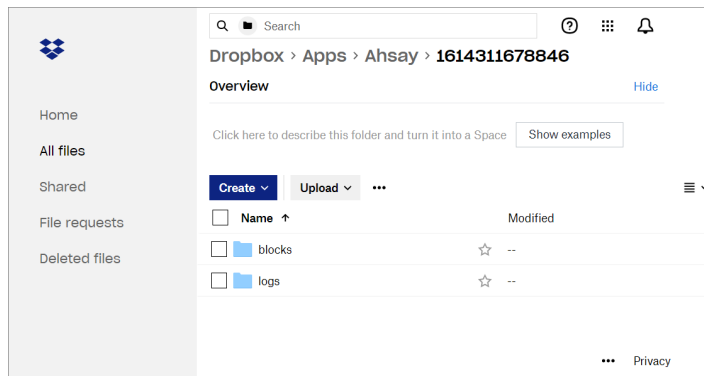 Search
Dropbox > Apps > Ahsay > 1614311678846
Overview
Hide
Home
All files
Shared
File requests
Deleted files
Click here to describe this folder and turn it into a Space
Show examples
Create
Upload
Name ↑
Modified
blocks
--
logs
--
Privacy